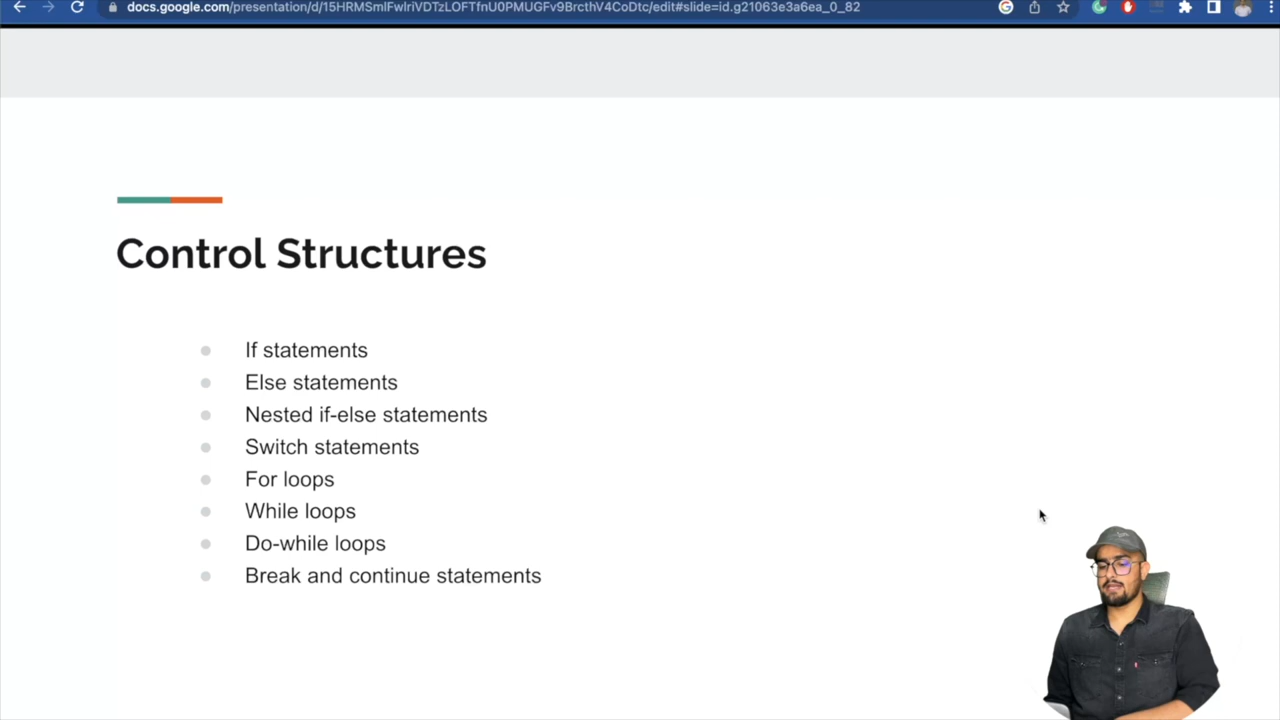 docs.google.com/presentation/d/15HRMSmIFwIriVDTzLOFTfnU0PMUGFv9BrcthV4CoDtc/edit#slide=id.g21063e3a6ea_0_82
Control Structures
If statements
Else statements
Nested if-else statements
Switch statements
For loops
While loops
Do-while loops
Break and continue statements